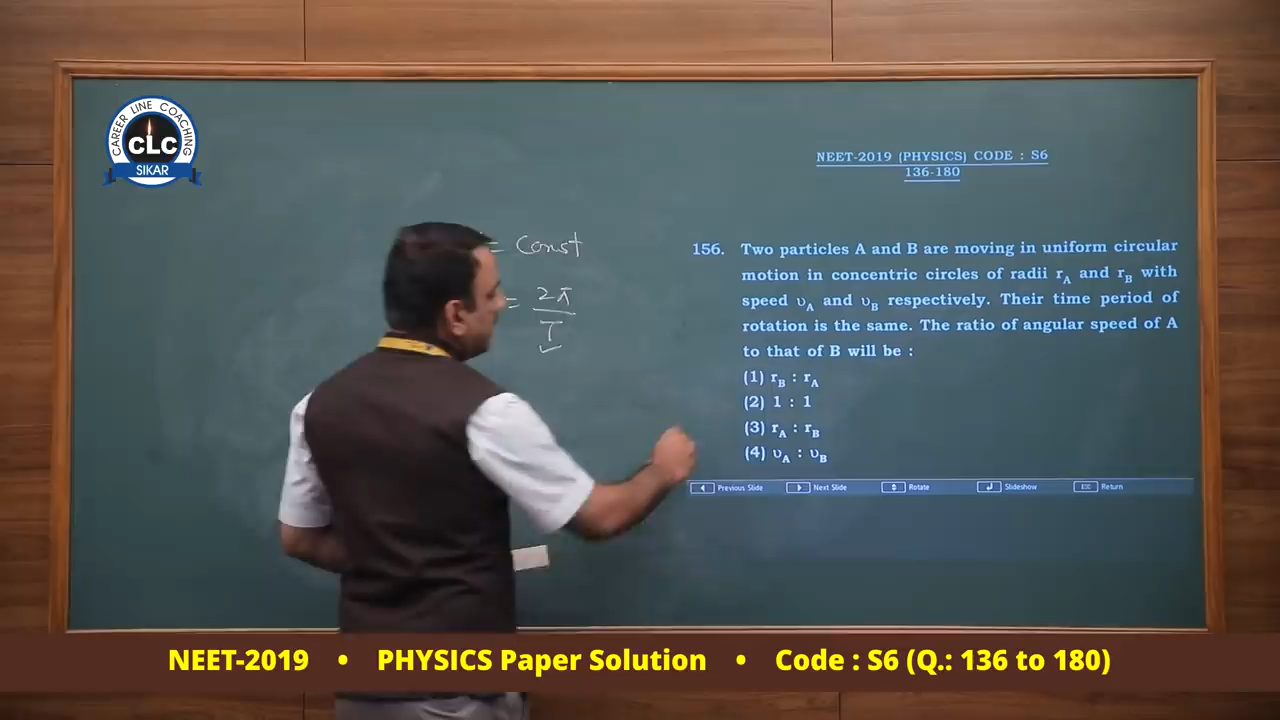 CAREER LINE COACHING
CLC
SIKAR
NEET-2019 (PHYSICS) CODE : S6
136-180
= Const
= 2π
T
156. Two particles A and B are moving in uniform circular
motion in concentric circles of radii r_A and r_B with
speed υ_A and υ_B respectively. Their time period of
rotation is the same. The ratio of angular speed of A
to that of B will be :
(1) r_B : r_A
(2) 1 : 1
(3) r_A : r_B
(4) υ_A : υ_B
Previous Slide Next Slide Rotate Slideshow ESC Return
NEET-2019 • PHYSICS Paper Solution • Code : S6 (Q.: 136 to 180)